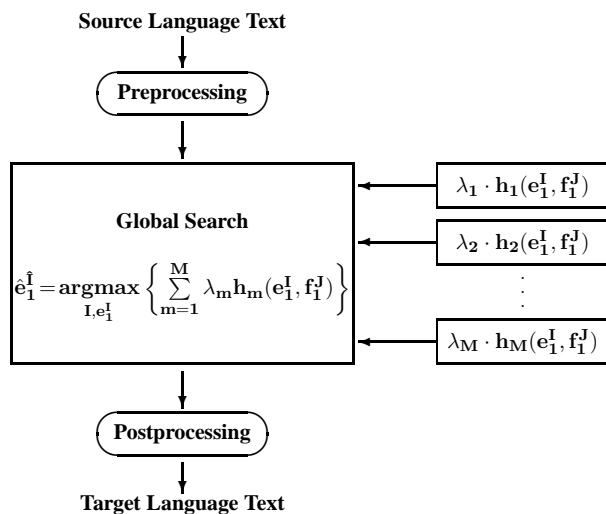 Source Language Text
Preprocessing
Global Search
ê₁^Î = argmax_{I,e₁^I} { ∑_{m=1}^{M} λ_m h_m(e₁^I, f₁^J) }
λ₁ · h₁(e₁^I, f₁^J)
λ₂ · h₂(e₁^I, f₁^J)
⋮
λ_M · h_M(e₁^I, f₁^J)
Postprocessing
Target Language Text